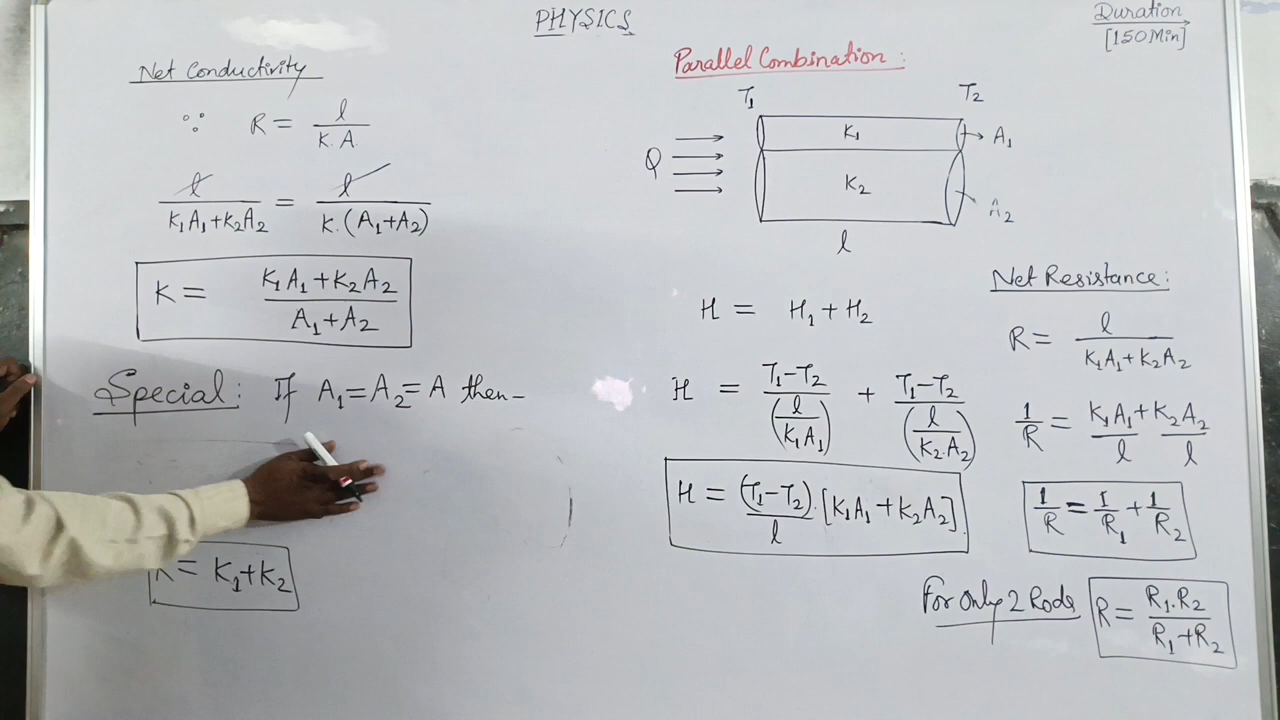 PHYSICS
Duration
[150 Min]
Net Conductivity
∵ R = l / K.A.
l / K₁A₁+K₂A₂ = l / K.(A₁+A₂)
K = K₁A₁+K₂A₂ / A₁+A₂
Special: If A₁=A₂=A then–
= K₁+K₂
Parallel Combination:
T₁ T₂
K₁ A₁
Q
K₂ A₂
l
H = H₁+H₂
H = T₁-T₂ / (l / K₁A₁) + T₁-T₂ / (l / K₂.A₂)
H = (T₁-T₂) / l . [K₁A₁+K₂A₂]
Net Resistance:
R = l / K₁A₁+K₂A₂
1/R = K₁A₁ / l + K₂A₂ / l
1/R = 1/R₁ + 1/R₂
For only 2 Rods R = R₁.R₂ / R₁+R₂